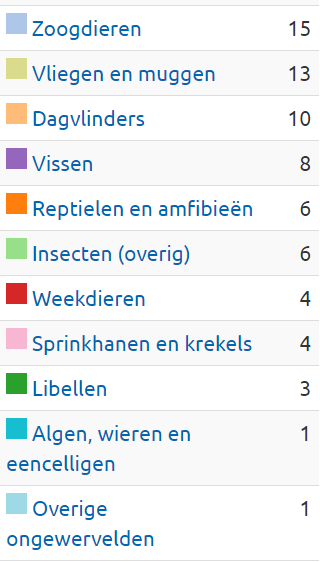 Zoogdieren 15
Vliegen en muggen 13
Dagvlinders 10
Vissen 8
Reptielen en amfibieën 6
Insecten (overig) 6
Weekdieren 4
Sprinkhanen en krekels 4
Libellen 3
Algen, wieren en 1
eencelligen
Overige 1
ongewervelden